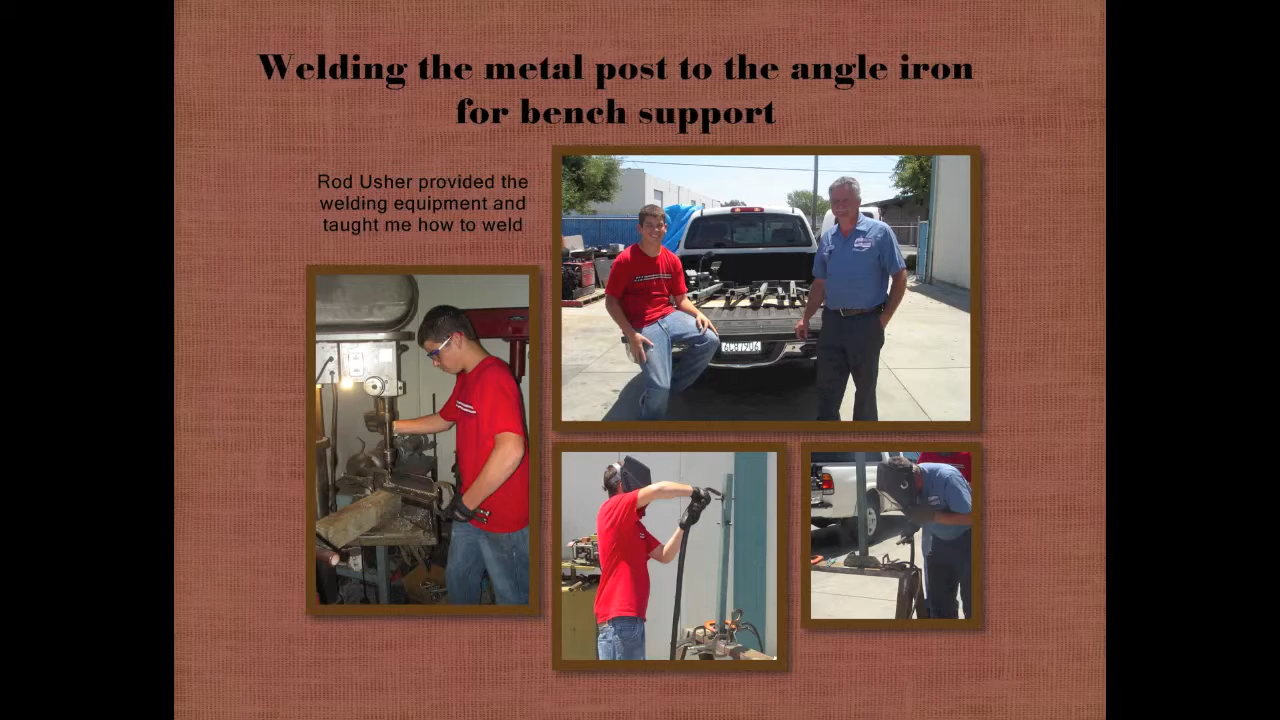 Welding the metal post to the angle iron
for bench support
Rod Usher provided the
welding equipment and
taught me how to weld